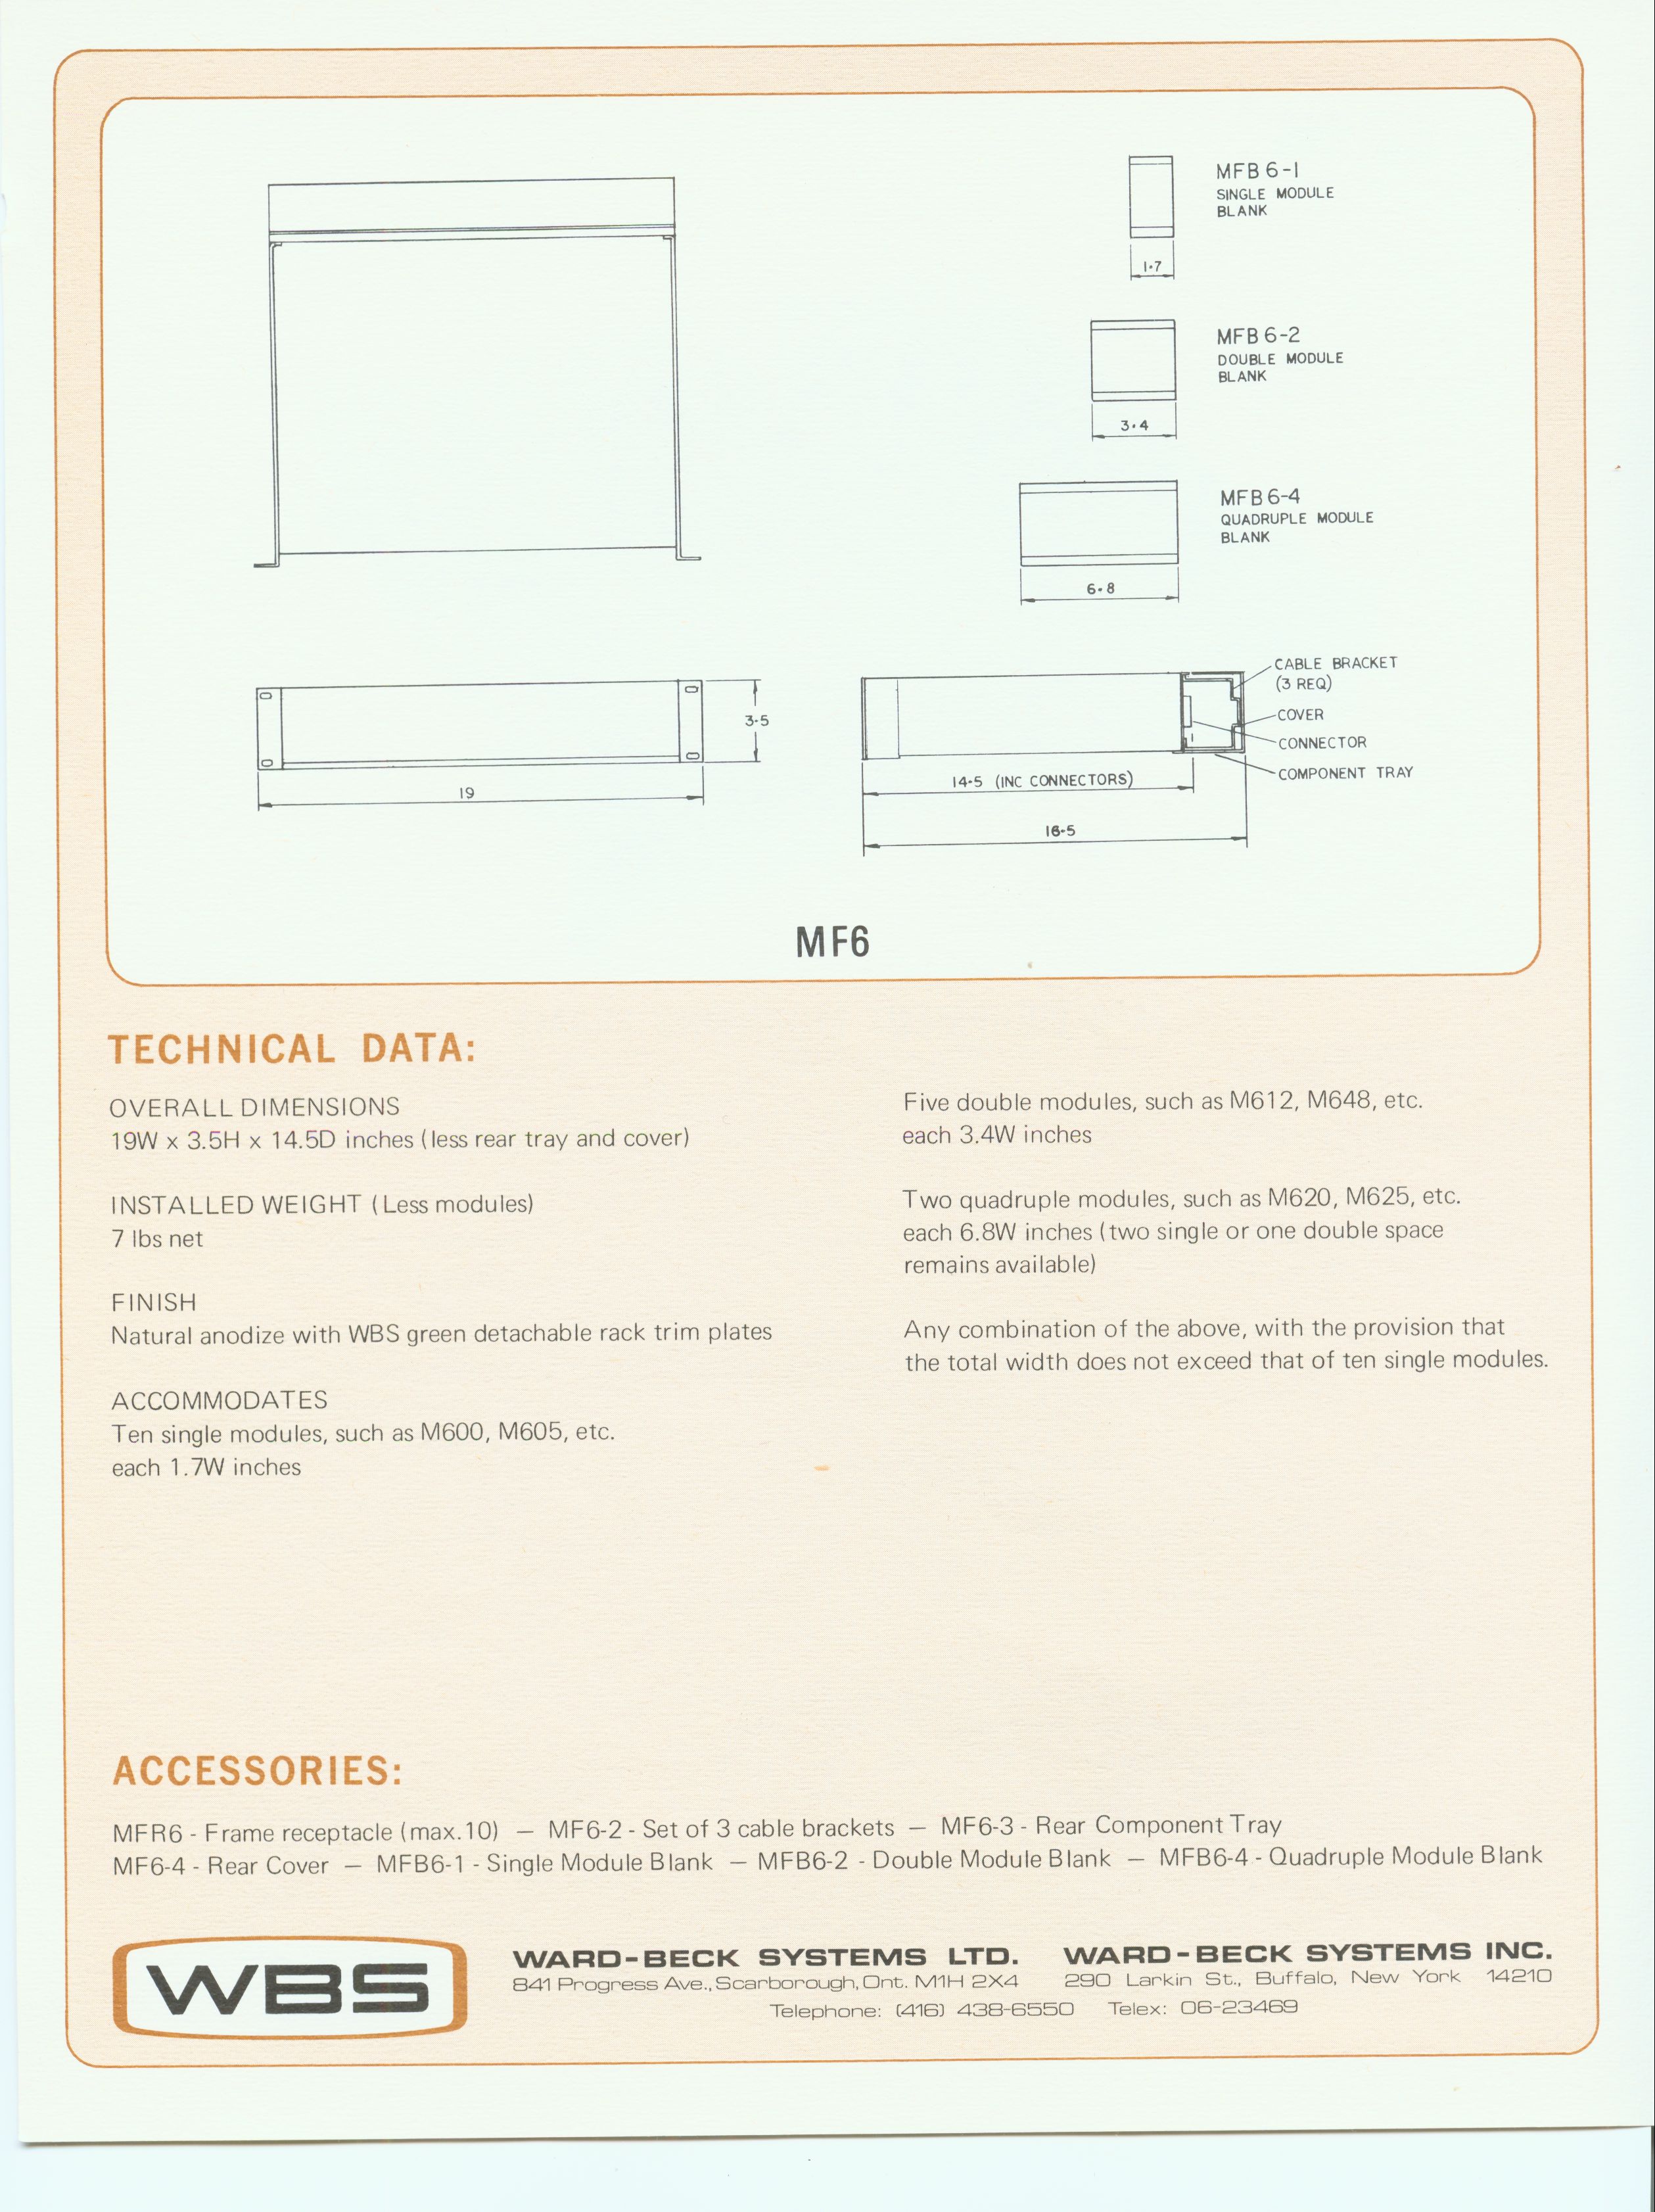 MFB 6-1
SINGLE MODULE
BLANK
1.7
MFB 6-2
DOUBLE MODULE
BLANK
3.4
MFB 6-4
QUADRUPLE MODULE
BLANK
6.8
3.5
19
CABLE BRACKET
(3 REQ)
COVER
CONNECTOR
COMPONENT TRAY
14.5 (INC CONNECTORS)
16.5
MF6
TECHNICAL DATA:
OVERALL DIMENSIONS
19W x 3.5H x 14.5D inches (less rear tray and cover)
INSTALLED WEIGHT (Less modules)
7 lbs net
FINISH
Natural anodize with WBS green detachable rack trim plates
ACCOMMODATES
Ten single modules, such as M600, M605, etc.
each 1.7W inches
Five double modules, such as M612, M648, etc.
each 3.4W inches
Two quadruple modules, such as M620, M625, etc.
each 6.8W inches (two single or one double space
remains available)
Any combination of the above, with the provision that
the total width does not exceed that of ten single modules.
ACCESSORIES:
MFR6 - Frame receptacle (max.10) — MF6-2 - Set of 3 cable brackets — MF6-3 - Rear Component Tray
MF6-4 - Rear Cover — MFB6-1 - Single Module Blank — MFB6-2 - Double Module Blank — MFB6-4 - Quadruple Module Blank
WBS
WARD-BECK SYSTEMS LTD.
841 Progress Ave., Scarborough, Ont. M1H 2X4
WARD-BECK SYSTEMS INC.
290 Larkin St., Buffalo, New York 14210
Telephone: (416) 438-6550 Telex: 06-23469